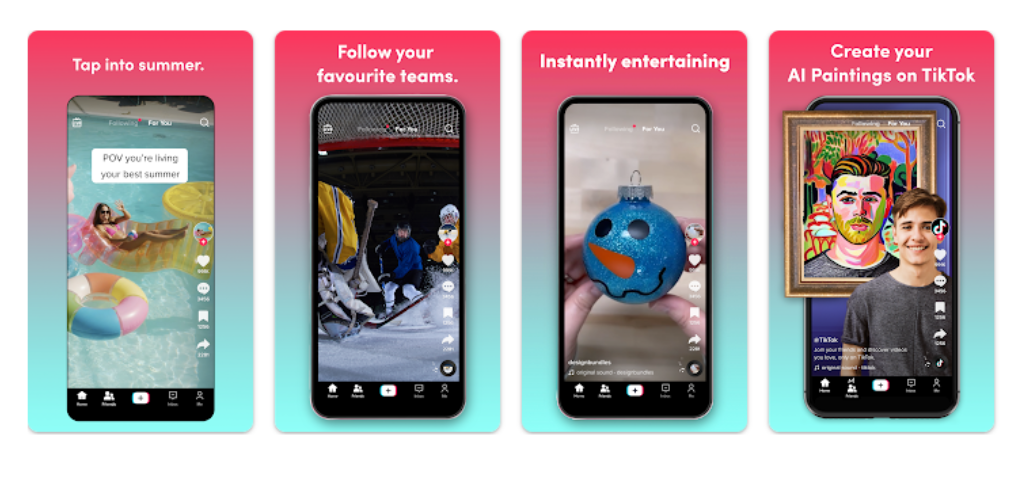 Tap into summer.
Following For You
POV you're living
your best summer
Home Friends Inbox Me
Follow your
favourite teams.
Following For You
Home Friends Inbox Me
Instantly entertaining
Following For You
designbundles
original sound - designbundles
Home Friends Inbox Me
Create your
AI Paintings on TikTok
Following For You
@TikTok
Join your friends and discover videos
you love, only on TikTok
original sound - tiktok
Home Friends Inbox Me